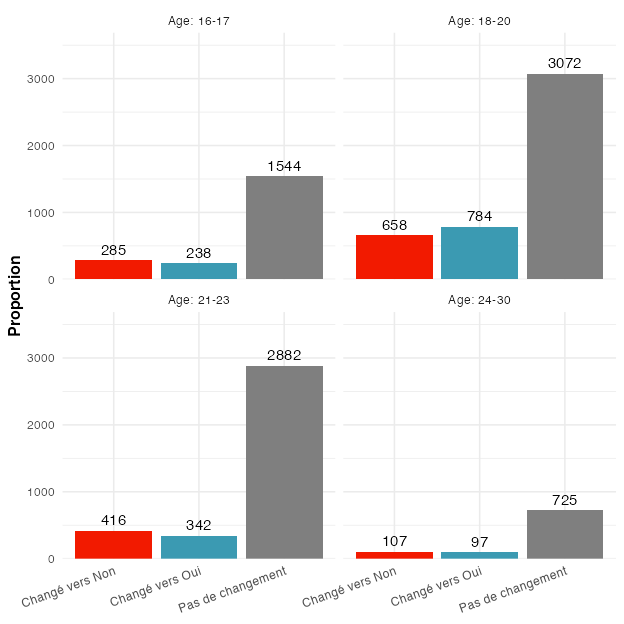 Age: 16-17
Age: 18-20
3000
2000
1000
0
285
238
1544
658
784
3072
Proportion
Age: 21-23
Age: 24-30
3000
2000
1000
0
416
342
2882
107
97
725
Changé vers Non
Changé vers Oui
Pas de changement
Changé vers Non
Changé vers Oui
Pas de changement